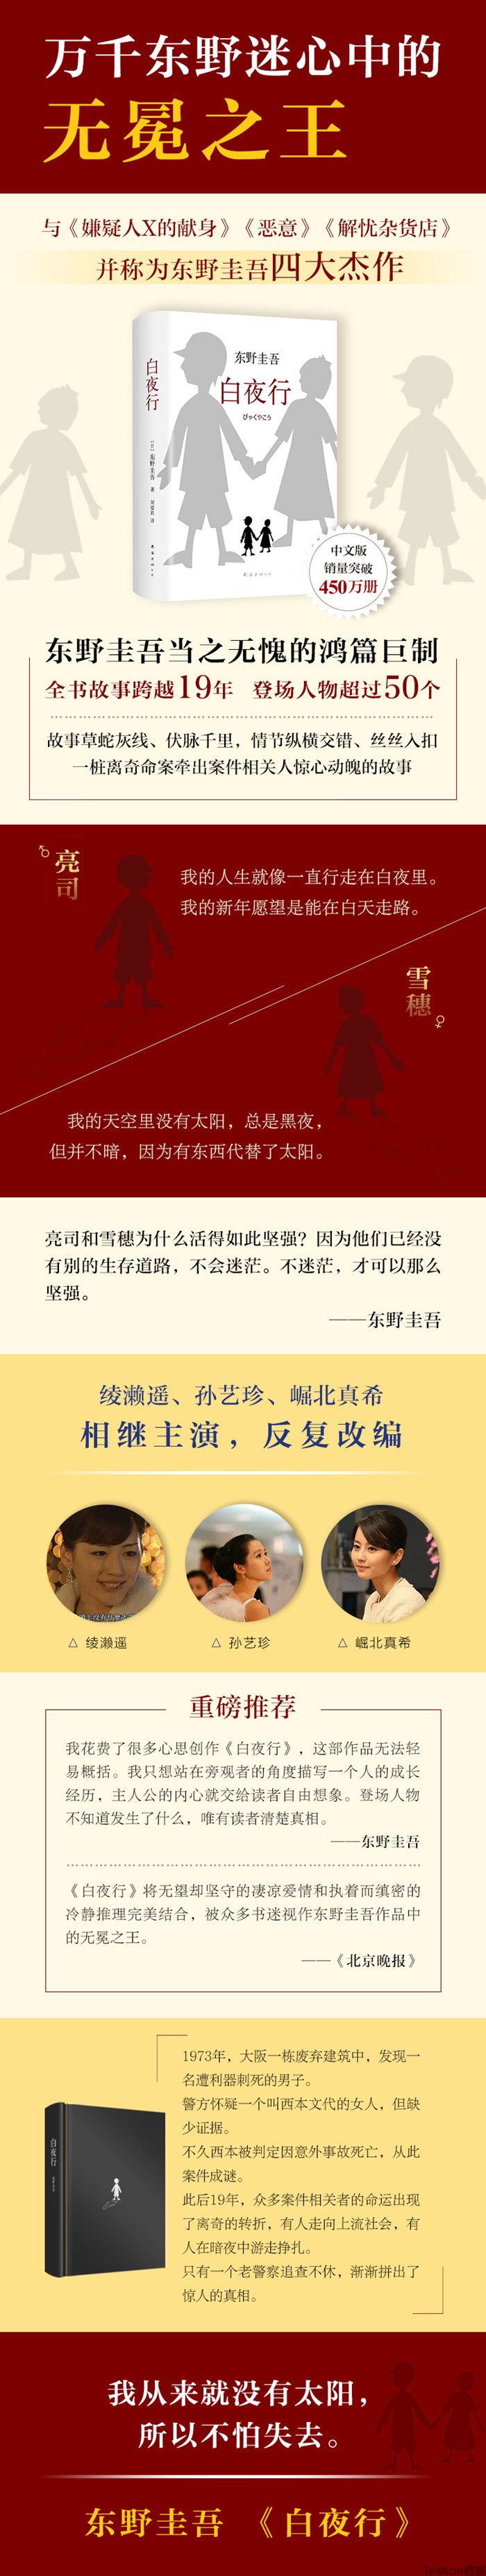 万千东野迷心中的
无冕之王
与《嫌疑人X的献身》《恶意》《解忧杂货店》
并称为东野圭吾四大杰作
白夜行
[日] 东野圭吾 著
东野圭吾
白夜行
びゃくやこう
中文版
销量突破
450万册
东野圭吾当之无愧的鸿篇巨制
全书故事跨越19年 登场人物超过50个
故事草蛇灰线、伏脉千里，情节纵横交错、丝丝入扣
一桩离奇命案牵出案件相关人惊心动魄的故事
♂亮司
我的人生就像一直行走在白夜里。
我的新年愿望是能在白天走路。
雪穗♀
我的天空里没有太阳，总是黑夜，
但并不暗，因为有东西代替了太阳。
亮司和雪穗为什么活得如此坚强？因为他们已经没
有别的生存道路，不会迷茫。不迷茫，才可以那么
坚强。
——东野圭吾
绫濑遥、孙艺珍、崛北真希
相继主演，反复改编
△ 绫濑遥
△ 孙艺珍
△ 崛北真希
重磅推荐
我花费了很多心思创作《白夜行》，这部作品无法轻
易概括。我只想站在旁观者的角度描写一个人的成长
经历，主人公的内心就交给读者自由想象。登场人物
不知道发生了什么，唯有读者清楚真相。
——东野圭吾
《白夜行》将无望却坚守的凄凉爱情和执着而缜密的
冷静推理完美结合，被众多书迷视作东野圭吾作品中
的无冕之王。
——《北京晚报》
白夜行
1973年，大阪一栋废弃建筑中，发现一
名遭利器刺死的男子。
警方怀疑一个叫西本文代的女人，但缺
少证据。
不久西本被判定因意外事故死亡，从此
案件成谜。
此后19年，众多案件相关者的命运出现
了离奇的转折，有人走向上流社会，有
人在暗夜中游走挣扎。
只有一个老警察追查不休，渐渐拼出了
惊人的真相。
我从来就没有太阳，
所以不怕失去。
东野圭吾 《白夜行》